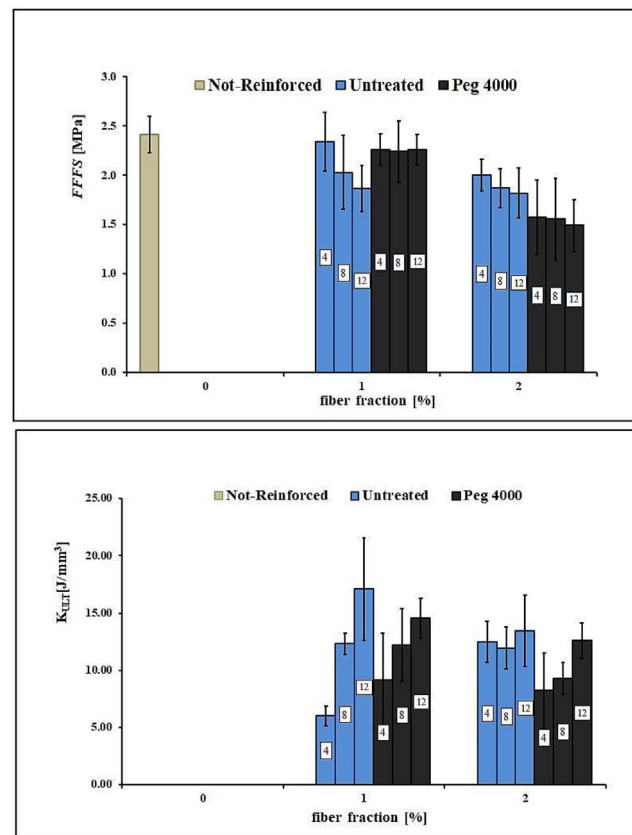 Not-Reinforced Untreated Peg 4000
FFFS [MPa]
3.0
2.5
2.0
1.5
1.0
0.5
0.0
4 8 12 4 8 12
4 8 12 4 8 12
0 1 2
fiber fraction [%]
Not-Reinforced Untreated Peg 4000
K_ULT[J/mm³]
25.00
20.00
15.00
10.00
5.00
0.00
4 8 12 4 8 12
4 8 12 4 8 12
0 1 2
fiber fraction [%]